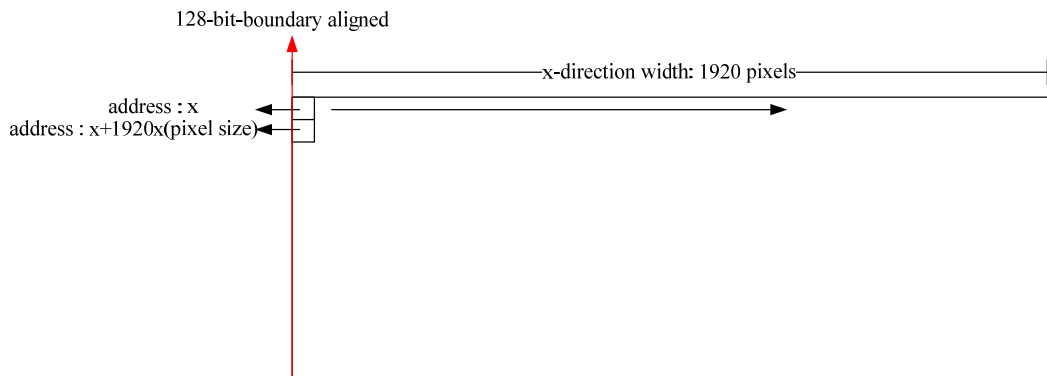 128-bit-boundary aligned
x-direction width: 1920 pixels
address : x
address : x+1920x(pixel size)